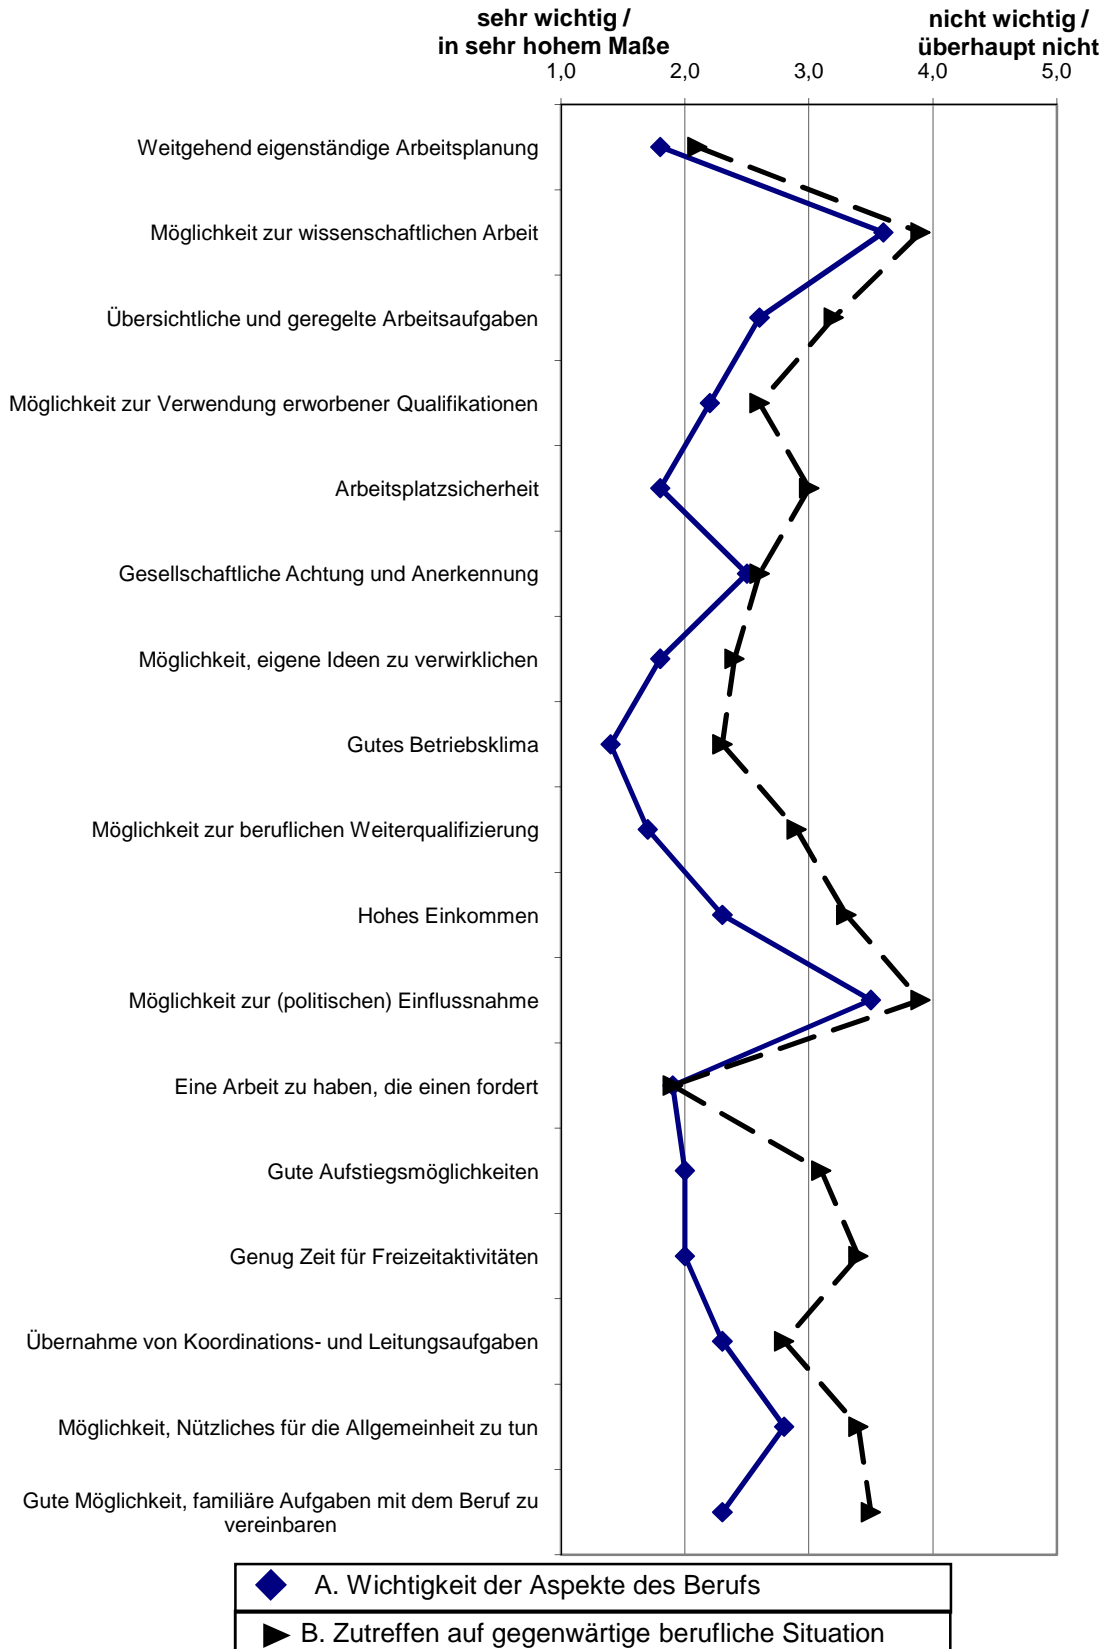 sehr wichtig /
in sehr hohem Maße
nicht wichtig /
überhaupt nicht
1,0 2,0 3,0 4,0 5,0
Weitgehend eigenständige Arbeitsplanung
Möglichkeit zur wissenschaftlichen Arbeit
Übersichtliche und geregelte Arbeitsaufgaben
Möglichkeit zur Verwendung erworbener Qualifikationen
Arbeitsplatzsicherheit
Gesellschaftliche Achtung und Anerkennung
Möglichkeit, eigene Ideen zu verwirklichen
Gutes Betriebsklima
Möglichkeit zur beruflichen Weiterqualifizierung
Hohes Einkommen
Möglichkeit zur (politischen) Einflussnahme
Eine Arbeit zu haben, die einen fordert
Gute Aufstiegsmöglichkeiten
Genug Zeit für Freizeitaktivitäten
Übernahme von Koordinations- und Leitungsaufgaben
Möglichkeit, Nützliches für die Allgemeinheit zu tun
Gute Möglichkeit, familiäre Aufgaben mit dem Beruf zu
vereinbaren
A. Wichtigkeit der Aspekte des Berufs
B. Zutreffen auf gegenwärtige berufliche Situation